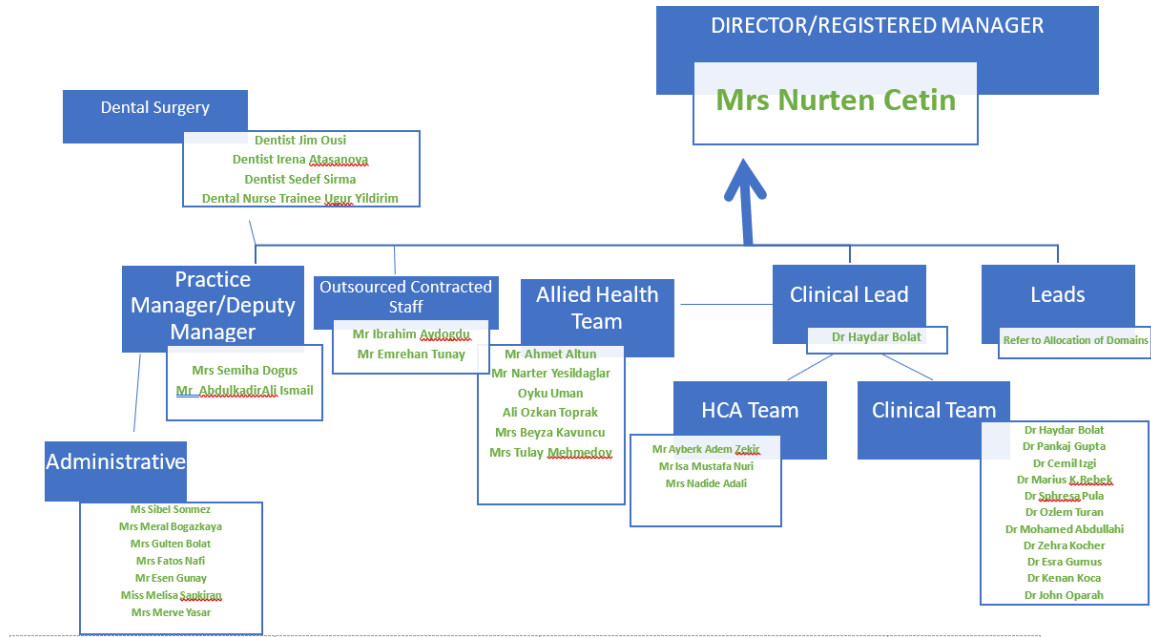 DIRECTOR/REGISTERED MANAGER
Mrs Nurten Cetin
Dental Surgery
Dentist Jim Ousi
Dentist Irena Atasanova
Dentist Sedef Sirma
Dental Nurse Trainee Ugur Yildirim
Practice
Manager/Deputy
Manager
Mrs Semiha Dogus
Mr AbdulkadirAli Ismail
Outsourced Contracted
Staff
Mr Ibrahim Aydogdu
Mr Emrehan Tunay
Allied Health
Team
Mr Ahmet Altun
Mr Narter Yesildaglar
Oyku Uman
Ali Ozkan Toprak
Mrs Beyza Kavuncu
Mrs Tulay Mehmedov
Clinical Lead
Dr Haydar Bolat
Leads
Refer to Allocation of Domains
HCA Team
Mr Ayberk Adem Zekir
Mr Isa Mustafa Nuri
Mrs Nadide Adali
Clinical Team
Dr Haydar Bolat
Dr Pankaj Gupta
Dr Cemil Izgi
Dr Marius K.Rebek
Dr Sphresa Pula
Dr Ozlem Turan
Dr Mohamed Abdullahi
Dr Zehra Kocher
Dr Esra Gumus
Dr Kenan Koca
Dr John Oparah
Administrative
Ms Sibel Sonmez
Mrs Meral Bogazkaya
Mrs Gulten Bolat
Mrs Fatos Nafi
Mr Esen Gunay
Miss Melisa Sapkiran
Mrs Merve Yasar